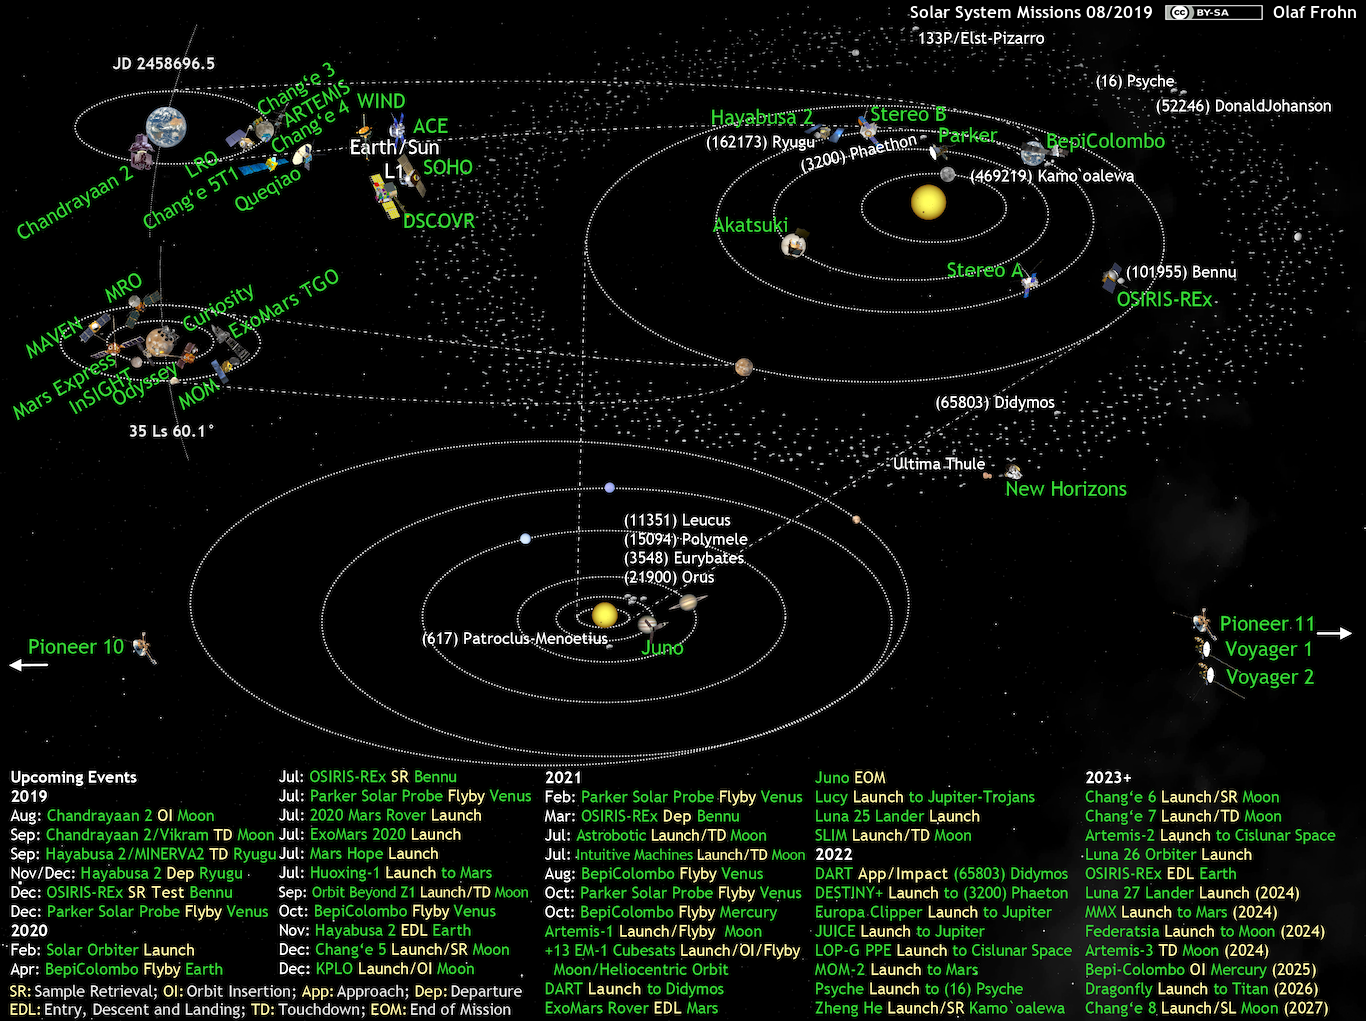 Solar System Missions 08/2019
cc BY-SA
Olaf Frohn
133P/Elst-Pizarro
JD 2458696.5
(16) Psyche
(52246) DonaldJohanson
Chang‘e 3
ARTEMIS
Chang‘e 4
WIND
ACE
Earth/Sun
L1
SOHO
DSCOVR
LRO
Chang‘e 5T1
Queqiao
Chandrayaan 2
Hayabusa 2
(162173) Ryugu
Stereo B
(3200) Phaethon
Parker
BepiColombo
(469219) Kamo`oalewa
Akatsuki
Stereo A
(101955) Bennu
OSIRIS-REx
MRO
Curiosity
ExoMars TGO
MAVEN
Mars Express
InSIGHT
Odyssey
MOM
35 Ls 60.1°
(65803) Didymos
Ultima Thule
New Horizons
(11351) Leucus
(15094) Polymele
(3548) Eurybates
(21900) Orus
(617) Patroclus-Menoetius
Juno
Pioneer 10
Pioneer 11
Voyager 1
Voyager 2
Upcoming Events
2019
Aug: Chandrayaan 2 OI Moon
Sep: Chandrayaan 2/Vikram TD Moon
Sep: Hayabusa 2/MINERVA2 TD Ryugu
Nov/Dec: Hayabusa 2 Dep Ryugu
Dec: OSIRIS-REx SR Test Bennu
Dec: Parker Solar Probe Flyby Venus
2020
Feb: Solar Orbiter Launch
Apr: BepiColombo Flyby Earth
Jul: OSIRIS-REx SR Bennu
Jul: Parker Solar Probe Flyby Venus
Jul: 2020 Mars Rover Launch
Jul: ExoMars 2020 Launch
Jul: Mars Hope Launch
Jul: Huoxing-1 Launch to Mars
Sep: Orbit Beyond Z1 Launch/TD Moon
Oct: BepiColombo Flyby Venus
Nov: Hayabusa 2 EDL Earth
Dec: Chang‘e 5 Launch/SR Moon
Dec: KPLO Launch/OI Moon
SR: Sample Retrieval; OI: Orbit Insertion; App: Approach; Dep: Departure
EDL: Entry, Descent and Landing; TD: Touchdown; EOM: End of Mission
2021
Feb: Parker Solar Probe Flyby Venus
Mar: OSIRIS-REx Dep Bennu
Jul: Astrobotic Launch/TD Moon
Jul: Intuitive Machines Launch/TD Moon
Aug: BepiColombo Flyby Venus
Oct: Parker Solar Probe Flyby Venus
Oct: BepiColombo Flyby Mercury
Artemis-1 Launch/Flyby Moon
+13 EM-1 Cubesats Launch/OI/Flyby
Moon/Heliocentric Orbit
DART Launch to Didymos
ExoMars Rover EDL Mars
Juno EOM
Lucy Launch to Jupiter-Trojans
Luna 25 Lander Launch
SLIM Launch/TD Moon
2022
DART App/Impact (65803) Didymos
DESTINY+ Launch to (3200) Phaeton
Europa Clipper Launch to Jupiter
JUICE Launch to Jupiter
LOP-G PPE Launch to Cislunar Space
MOM-2 Launch to Mars
Psyche Launch to (16) Psyche
Zheng He Launch/SR Kamo`oalewa
2023+
Chang‘e 6 Launch/SR Moon
Chang‘e 7 Launch/TD Moon
Artemis-2 Launch to Cislunar Space
Luna 26 Orbiter Launch
OSIRIS-REx EDL Earth
Luna 27 Lander Launch (2024)
MMX Launch to Mars (2024)
Federatsia Launch to Moon (2024)
Artemis-3 TD Moon (2024)
Bepi-Colombo OI Mercury (2025)
Dragonfly Launch to Titan (2026)
Chang‘e 8 Launch/SL Moon (2027)